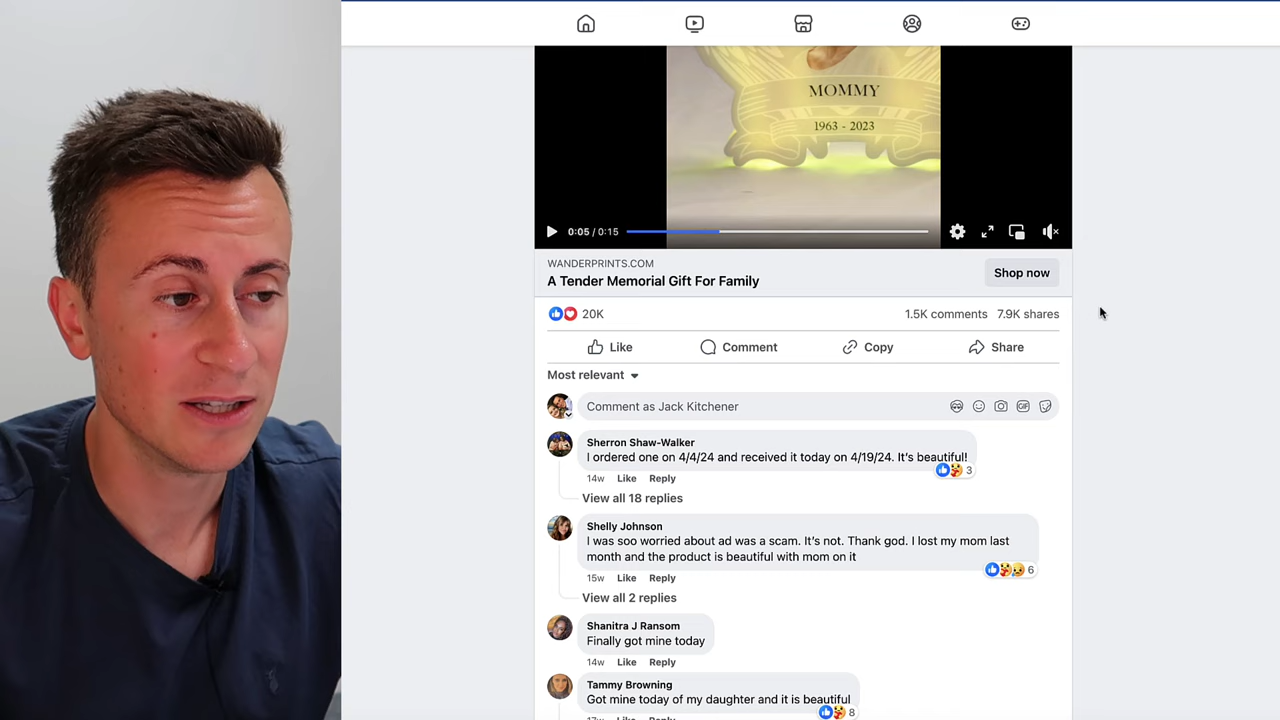 MOMMY
1963 - 2023
0:05 / 0:15
WANDERPRINTS.COM
A Tender Memorial Gift For Family
Shop now
20K
1.5K comments 7.9K shares
Like
Comment
Copy
Share
Most relevant
Comment as Jack Kitchener
GIF
Sherron Shaw-Walker
I ordered one on 4/4/24 and received it today on 4/19/24. It's beautiful!
3
14w Like Reply
View all 18 replies
Shelly Johnson
I was soo worried about ad was a scam. It's not. Thank god. I lost my mom last
month and the product is beautiful with mom on it
6
15w Like Reply
View all 2 replies
Shanitra J Ransom
Finally got mine today
14w Like Reply
Tammy Browning
Got mine today of my daughter and it is beautiful
8
17w Like Reply